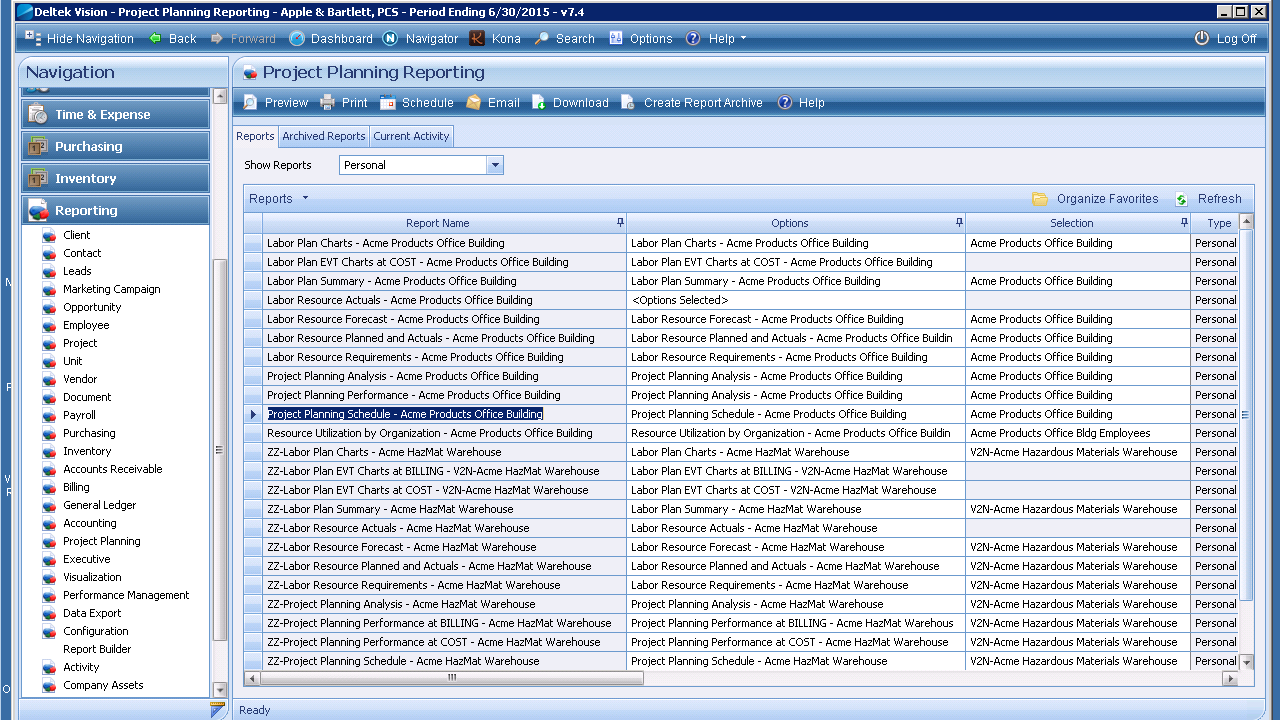 Deltek Vision - Project Planning Reporting - Apple & Bartlett, PCS - Period Ending 6/30/2015 - v7.4
Hide Navigation Back Forward Dashboard Navigator Kona Search Options Help Log Off
Navigation
Time & Expense
Purchasing
Inventory
Reporting
Client
Contact
Leads
Marketing Campaign
Opportunity
Employee
Project
Unit
Vendor
Document
Payroll
Purchasing
Inventory
Accounts Receivable
Billing
General Ledger
Accounting
Project Planning
Executive
Visualization
Performance Management
Data Export
Configuration
Report Builder
Activity
Company Assets
Project Planning Reporting
Preview Print Schedule Email Download Create Report Archive Help
Reports Archived Reports Current Activity
Show Reports Personal
Reports Organize Favorites Refresh
Report Name Options Selection Type
Labor Plan Charts - Acme Products Office Building Labor Plan Charts - Acme Products Office Building Acme Products Office Building Personal
Labor Plan EVT Charts at COST - Acme Products Office Building Labor Plan EVT Charts at COST - Acme Products Office Building Personal
Labor Plan Summary - Acme Products Office Building Labor Plan Summary - Acme Products Office Building Acme Products Office Building Personal
Labor Resource Actuals - Acme Products Office Building <Options Selected> Personal
Labor Resource Forecast - Acme Products Office Building Labor Resource Forecast - Acme Products Office Building Acme Products Office Building Personal
Labor Resource Planned and Actuals - Acme Products Office Building Labor Resource Planned and Actuals - Acme Products Office Buildin Acme Products Office Building Personal
Labor Resource Requirements - Acme Products Office Building Labor Resource Requirements - Acme Products Office Building Acme Products Office Building Personal
Project Planning Analysis - Acme Products Office Building Project Planning Analysis - Acme Products Office Building Acme Products Office Building Personal
Project Planning Performance - Acme Products Office Building Project Planning Analysis - Acme Products Office Building Acme Products Office Building Personal
Project Planning Schedule - Acme Products Office Building Project Planning Schedule - Acme Products Office Building Acme Products Office Building Personal
Resource Utilization by Organization - Acme Products Office Building Resource Utilization by Organization - Acme Products Office Buildin Acme Products Office Bldg Employees Personal
ZZ-Labor Plan Charts - Acme HazMat Warehouse Labor Plan Charts - Acme HazMat Warehouse V2N-Acme Hazardous Materials Warehouse Personal
ZZ-Labor Plan EVT Charts at BILLING - V2N-Acme HazMat Warehouse Labor Plan EVT Charts at BILLING - V2N-Acme HazMat Warehouse Personal
ZZ-Labor Plan EVT Charts at COST - V2N-Acme HazMat Warehouse Labor Plan EVT Charts at COST - V2N-Acme HazMat Warehouse Personal
ZZ-Labor Plan Summary - Acme HazMat Warehouse Labor Plan Summary - Acme HazMat Warehouse V2N-Acme Hazardous Materials Warehouse Personal
ZZ-Labor Resource Actuals - Acme HazMat Warehouse Labor Resource Actuals - Acme HazMat Warehouse Personal
ZZ-Labor Resource Forecast - Acme HazMat Warehouse Labor Resource Forecast - Acme HazMat Warehouse V2N-Acme Hazardous Materials Warehouse Personal
ZZ-Labor Resource Planned and Actuals - Acme HazMat Warehouse Labor Resource Planned and Actuals - Acme HazMat Warehouse V2N-Acme Hazardous Materials Warehouse Personal
ZZ-Labor Resource Requirements - Acme HazMat Warehouse Labor Resource Requirements - Acme HazMat Warehouse V2N-Acme Hazardous Materials Warehouse Personal
ZZ-Project Planning Analysis - Acme HazMat Warehouse Project Planning Analysis - Acme HazMat Warehouse V2N-Acme Hazardous Materials Warehouse Personal
ZZ-Project Planning Performance at BILLING - Acme HazMat Warehouse Project Planning Performance at BILLING - Acme HazMat Warehous V2N-Acme Hazardous Materials Warehouse Personal
ZZ-Project Planning Performance at COST - Acme HazMat Warehouse Project Planning Performance at COST - Acme HazMat Warehouse V2N-Acme Hazardous Materials Warehouse Personal
ZZ-Project Planning Schedule - Acme HazMat Warehouse Project Planning Schedule - Acme HazMat Warehouse V2N-Acme Hazardous Materials Warehouse Personal
Ready